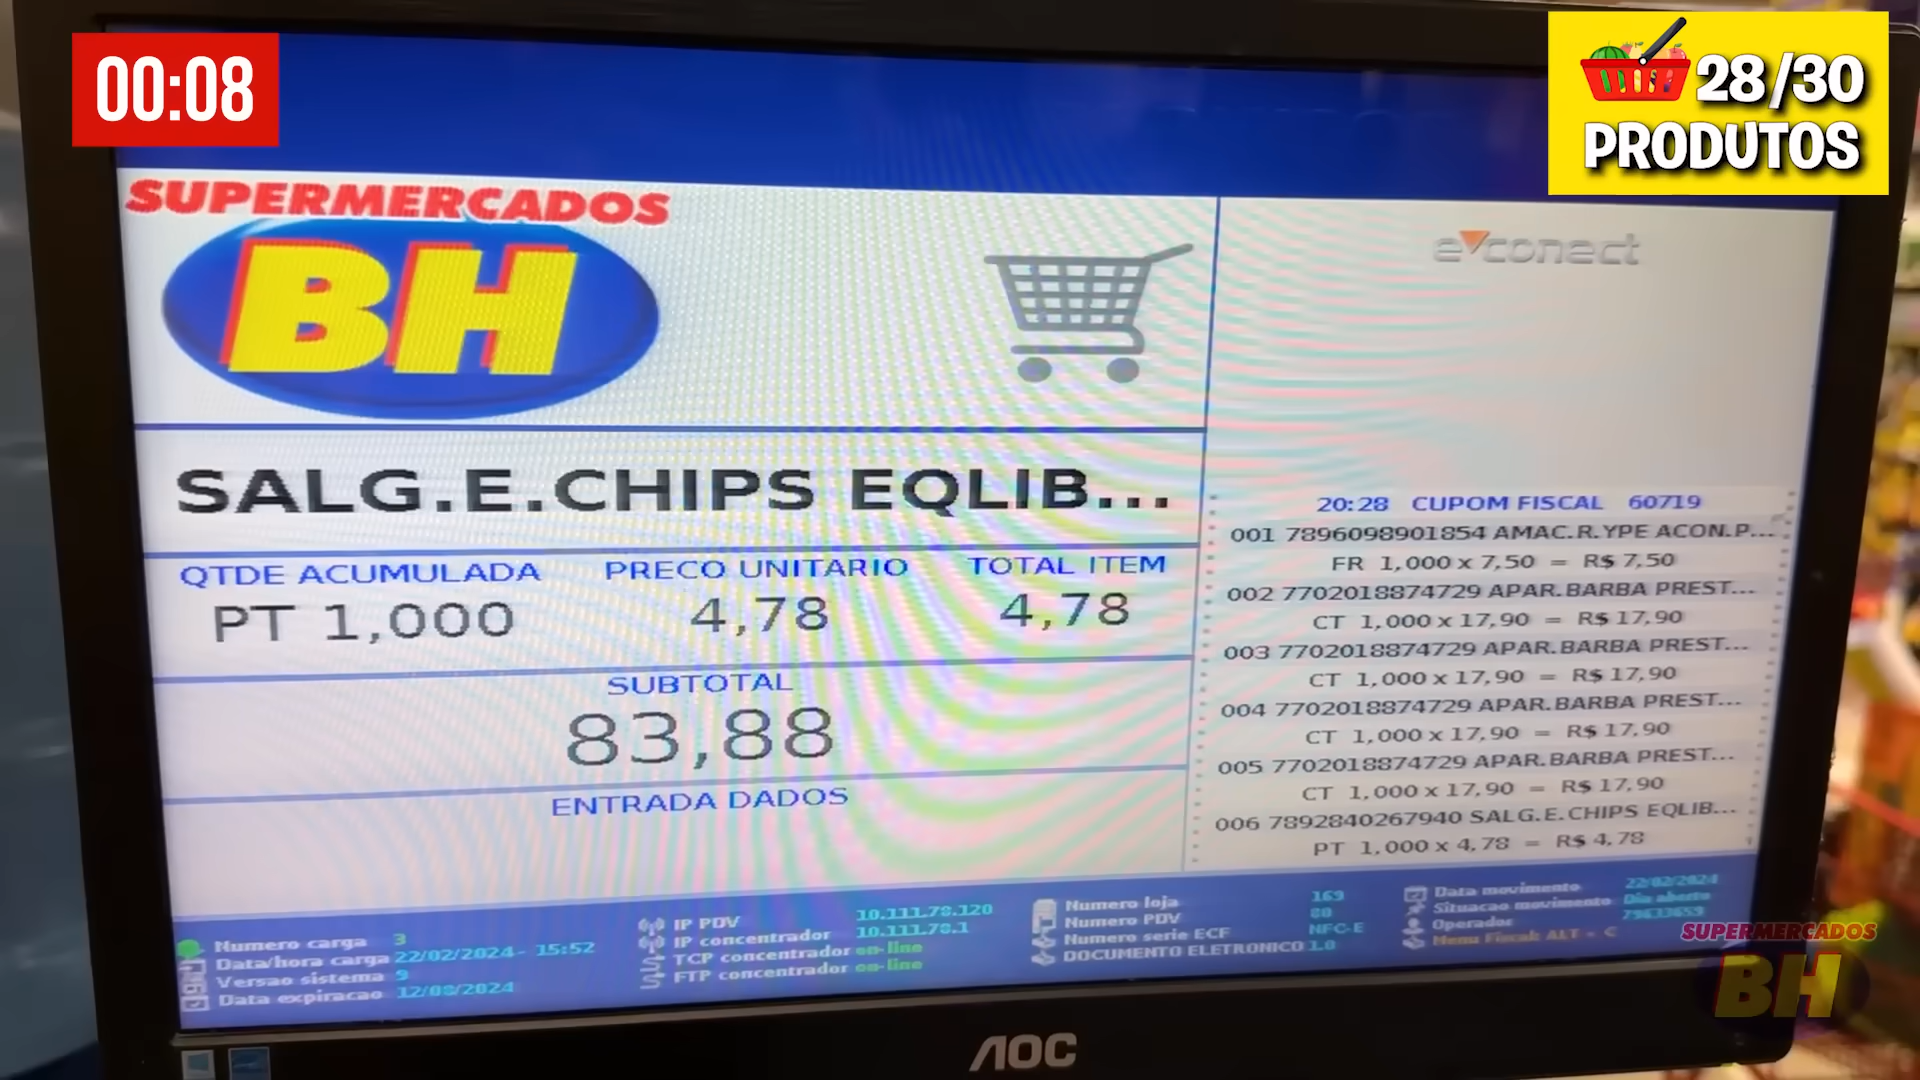 00:08
28/30
PRODUTOS
SUPERMERCADOS
BH
e conect
SALG.E.CHIPS EQLIB...
QTDE ACUMULADA
PRECO UNITARIO
TOTAL ITEM
PT 1,000
4,78
4,78
SUBTOTAL
83,88
ENTRADA DADOS
20:28 CUPOM FISCAL 60719
001 7896098901854 AMAC.R.YPE ACON.P...
FR 1,000 x 7,50 = R$ 7,50
002 7702018874729 APAR.BARBA PREST...
CT 1,000 x 17,90 = R$ 17,90
003 7702018874729 APAR.BARBA PREST...
CT 1,000 x 17,90 = R$ 17,90
004 7702018874729 APAR.BARBA PREST...
CT 1,000 x 17,90 = R$ 17,90
005 7702018874729 APAR.BARBA PREST...
CT 1,000 x 17,90 = R$ 17,90
006 7892840267940 SALG.E.CHIPS EQLIB...
PT 1,000 x 4,78 = R$ 4,78
Numero carga 3
Data/hora carga 22/02/2024 - 15:52
Versao sistema 9
Data expiracao 12/08/2024
IP PDV 10.111.78.120
IP concentrador 10.111.78.1
TCP concentrador on-line
FTP concentrador on-line
Numero loja 169
Numero PDV 80
Numero serie ECF NFC-E
DOCUMENTO ELETRONICO 1.0
Data movimento 22/02/2024
Situacao movimento Dia aberto
Operador
Menu Fiscal: ALT + C
SUPERMERCADOS
BH
AOC